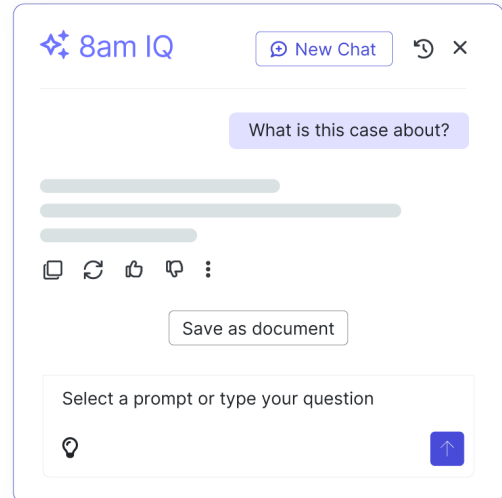 8am IQ
New Chat
What is this case about?
Save as document
Select a prompt or type your question